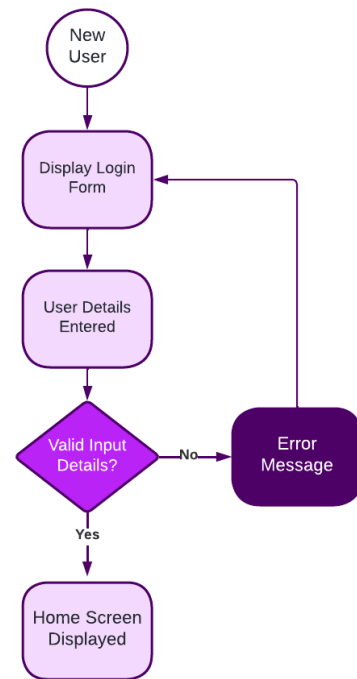 New
User
Display Login
Form
User Details
Entered
Valid Input
Details?
No
Error
Message
Yes
Home Screen
Displayed